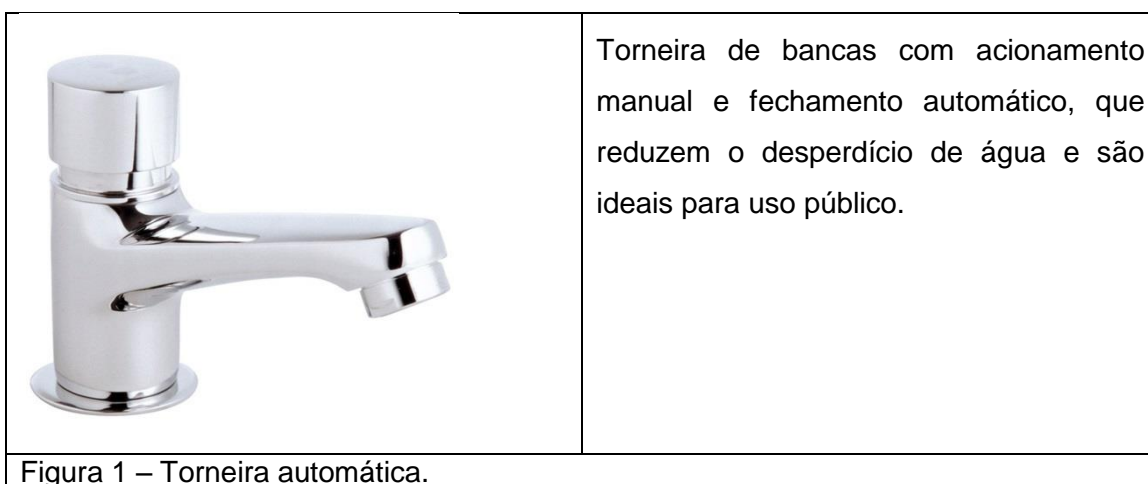 Torneira de bancas com acionamento
manual e fechamento automático, que
reduzem o desperdício de água e são
ideais para uso público.
Figura 1 – Torneira automática.